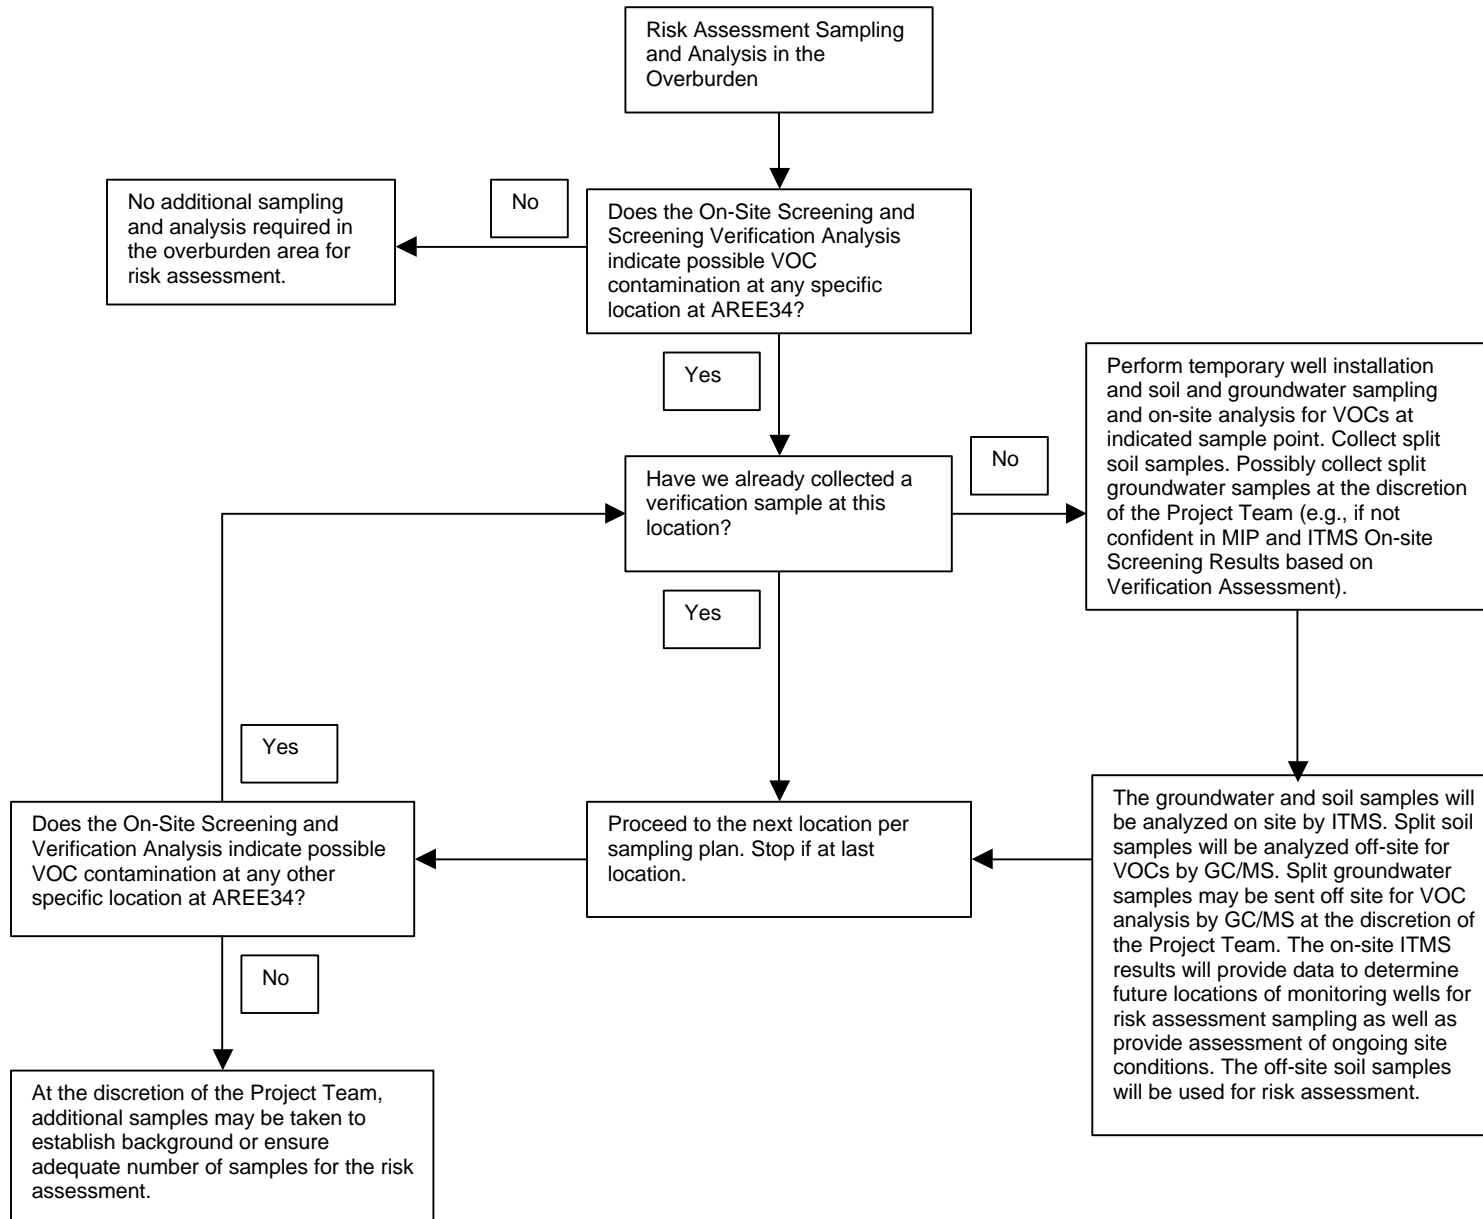 Risk Assessment Sampling
and Analysis in the
Overburden
No additional sampling
and analysis required in
the overburden area for
risk assessment.
No
Does the On-Site Screening and
Screening Verification Analysis
indicate possible VOC
contamination at any specific
location at AREE34?
Yes
Have we already collected a
verification sample at this
location?
No
Perform temporary well installation
and soil and groundwater sampling
and on-site analysis for VOCs at
indicated sample point. Collect split
soil samples. Possibly collect split
groundwater samples at the discretion
of the Project Team (e.g., if not
confident in MIP and ITMS On-site
Screening Results based on
Verification Assessment).
Yes
Yes
Does the On-Site Screening and
Verification Analysis indicate possible
VOC contamination at any other
specific location at AREE34?
Proceed to the next location per
sampling plan. Stop if at last
location.
The groundwater and soil samples will
be analyzed on site by ITMS. Split soil
samples will be analyzed off-site for
VOCs by GC/MS. Split groundwater
samples may be sent off site for VOC
analysis by GC/MS at the discretion of
the Project Team. The on-site ITMS
results will provide data to determine
future locations of monitoring wells for
risk assessment sampling as well as
provide assessment of ongoing site
conditions. The off-site soil samples
will be used for risk assessment.
No
At the discretion of the Project Team,
additional samples may be taken to
establish background or ensure
adequate number of samples for the risk
assessment.